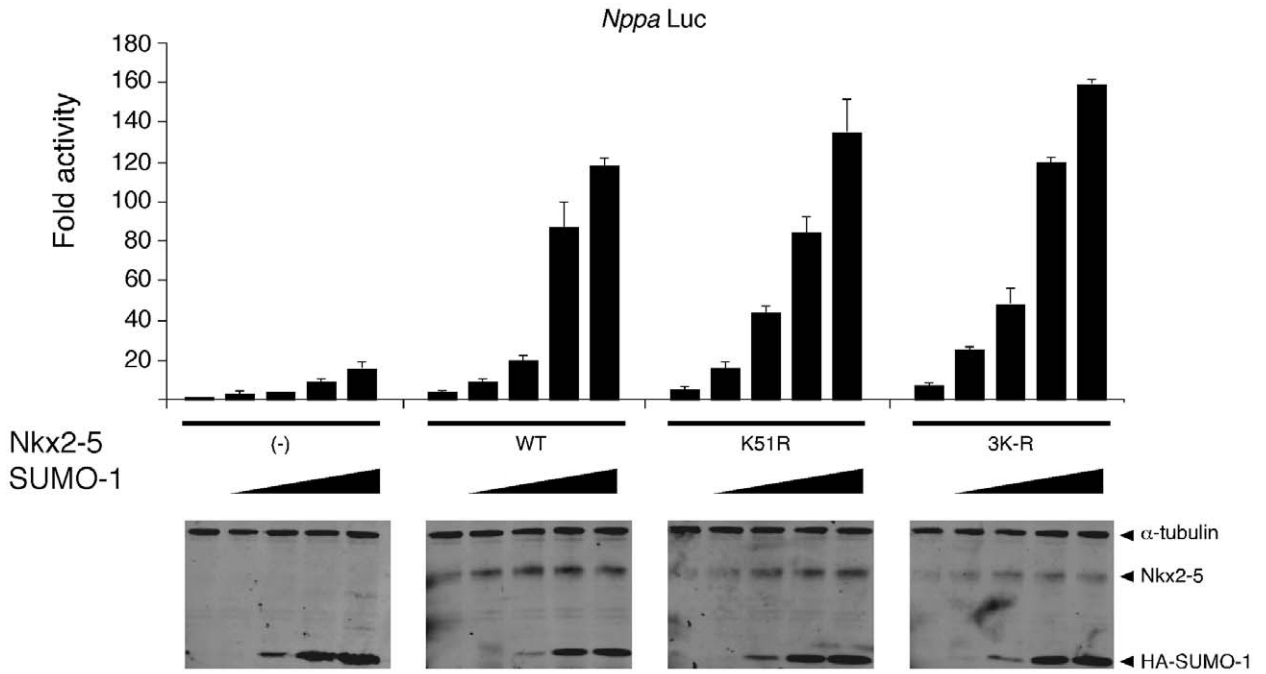 Nppa Luc
Fold activity
180
160
140
120
100
80
60
40
20
Nkx2-5
(-)
WT
K51R
3K-R
SUMO-1
◄ α-tubulin
◄ Nkx2-5
◄ HA-SUMO-1